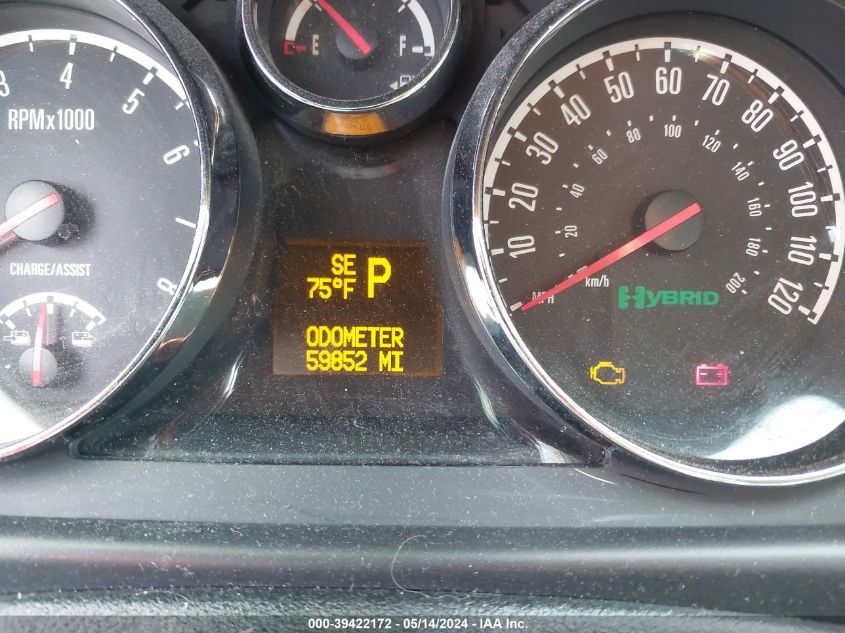 3 4 5 6 7 8
RPMx1000
CHARGE/ASSIST
C E F
SE
75°F P
ODOMETER
59852 MI
10 20 30 40 50 60 70 80 90 100 110 120
20 40 60 80 100 120 140 160 180 200
MPH
km/h
HYBRID
000-39422172 - 05/14/2024 - IAA Inc.